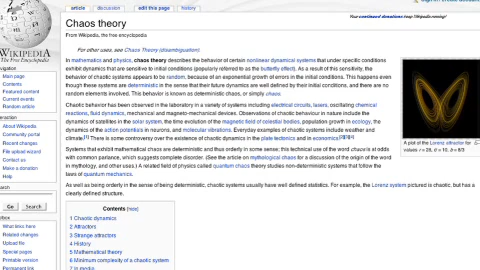 article discussion edit this page history
Your continued donations keep Wikipedia running!
Chaos theory
From Wikipedia, the free encyclopedia
For other uses, see Chaos Theory (disambiguation).
In mathematics and physics, chaos theory describes the behavior of certain nonlinear dynamical systems that under specific conditions
exhibit dynamics that are sensitive to initial conditions (popularly referred to as the butterfly effect). As a result of this sensitivity, the
behavior of chaotic systems appears to be random, because of an exponential growth of errors in the initial conditions. This happens even
though these systems are deterministic in the sense that their future dynamics are well defined by their initial conditions, and there are no
random elements involved. This behavior is known as deterministic chaos, or simply chaos.
Chaotic behavior has been observed in the laboratory in a variety of systems including electrical circuits, lasers, oscillating chemical
reactions, fluid dynamics, mechanical and magneto-mechanical devices. Observations of chaotic behaviour in nature include the
dynamics of satellites in the solar system, the time evolution of the magnetic field of celestial bodies, population growth in ecology, the
dynamics of the action potentials in neurons, and molecular vibrations. Everyday examples of chaotic systems include weather and
climate.[1] There is some controversy over the existence of chaotic dynamics in the plate tectonics and in economics.
Systems that exhibit mathematical chaos are deterministic and thus orderly in some sense; this technical use of the word chaos is at odds
with common parlance, which suggests complete disorder. (See the article on mythological chaos for a discussion of the origin of the word
in mythology, and other uses.) A related field of physics called quantum chaos theory studies non-deterministic systems that follow the
laws of quantum mechanics.
As well as being orderly in the sense of being deterministic, chaotic systems usually have well defined statistics. For example, the Lorenz system pictured is chaotic, but has a
clearly defined structure.
Contents [hide]
1 Chaotic dynamics
2 Attractors
3 Strange attractors
4 History
5 Mathematical theory
6 Minimum complexity of a chaotic system
7 In media
A plot of the Lorenz attractor for
values r = 28, σ = 10, b = 8/3
WIKIPEDIA
The Free Encyclopedia
vigation
Main page
Contents
Featured content
Current events
Random article
eraction
About Wikipedia
Community portal
Recent changes
File upload wizard
Contact us
Make a donation
Help
arch
Go Search
olbox
What links here
Related changes
Upload file
Special pages
Printable version
Permanent link